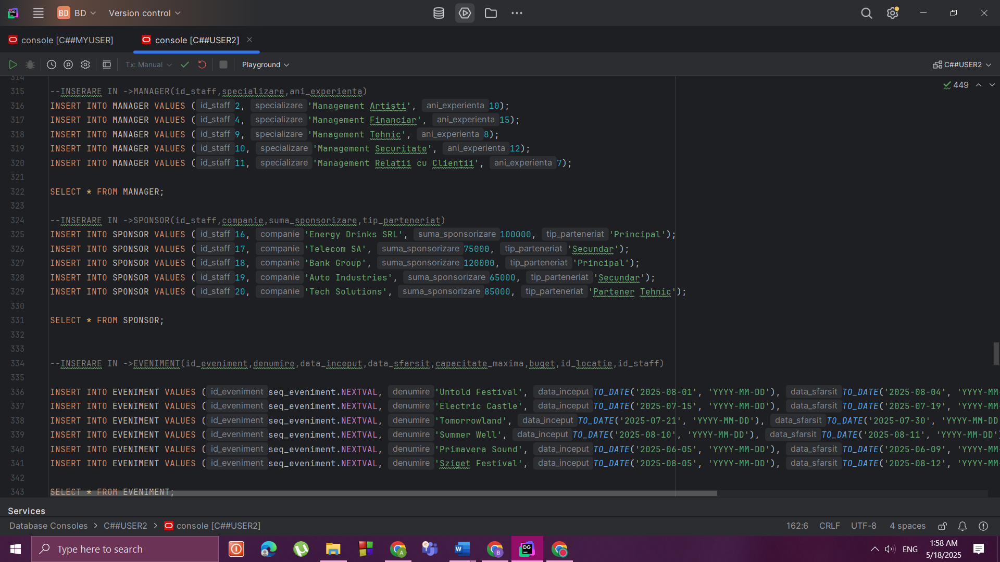 BD BD Version control
console [C##MYUSER] console [C##USER2]
Tx: Manual Playground C##USER2
314
449
315 --INSERARE IN ->MANAGER(id_staff,specializare,ani_experienta)
316 INSERT INTO MANAGER VALUES ( id_staff 2, specializare 'Management Artisti', ani_experienta 10);
317 INSERT INTO MANAGER VALUES ( id_staff 4, specializare 'Management Financiar', ani_experienta 15);
318 INSERT INTO MANAGER VALUES ( id_staff 9, specializare 'Management Tehnic', ani_experienta 8);
319 INSERT INTO MANAGER VALUES ( id_staff 10, specializare 'Management Securitate', ani_experienta 12);
320 INSERT INTO MANAGER VALUES ( id_staff 11, specializare 'Management Relatii cu Clientii', ani_experienta 7);
321
322 SELECT * FROM MANAGER;
323
324 --INSERARE IN ->SPONSOR(id_staff,companie,suma_sponsorizare,tip_parteneriat)
325 INSERT INTO SPONSOR VALUES ( id_staff 16, companie 'Energy Drinks SRL', suma_sponsorizare 100000, tip_parteneriat 'Principal');
326 INSERT INTO SPONSOR VALUES ( id_staff 17, companie 'Telecom SA', suma_sponsorizare 75000, tip_parteneriat 'Secundar');
327 INSERT INTO SPONSOR VALUES ( id_staff 18, companie 'Bank Group', suma_sponsorizare 120000, tip_parteneriat 'Principal');
328 INSERT INTO SPONSOR VALUES ( id_staff 19, companie 'Auto Industries', suma_sponsorizare 65000, tip_parteneriat 'Secundar');
329 INSERT INTO SPONSOR VALUES ( id_staff 20, companie 'Tech Solutions', suma_sponsorizare 85000, tip_parteneriat 'Partener Tehnic');
330
331 SELECT * FROM SPONSOR;
332
333
334 --INSERARE IN ->EVENIMENT(id_eveniment,denumire,data_inceput,data_sfarsit,capacitate_maxima,buget,id_locatie,id_staff)
335
336 INSERT INTO EVENIMENT VALUES ( id_eveniment seq_eveniment.NEXTVAL, denumire 'Untold Festival', data_inceput TO_DATE('2025-08-01', 'YYYY-MM-DD'), data_sfarsit TO_DATE('2025-08-04', 'YYYY-MM-
337 INSERT INTO EVENIMENT VALUES ( id_eveniment seq_eveniment.NEXTVAL, denumire 'Electric Castle', data_inceput TO_DATE('2025-07-15', 'YYYY-MM-DD'), data_sfarsit TO_DATE('2025-07-19', 'YYYY-MM-
338 INSERT INTO EVENIMENT VALUES ( id_eveniment seq_eveniment.NEXTVAL, denumire 'Tomorrowland', data_inceput TO_DATE('2025-07-21', 'YYYY-MM-DD'), data_sfarsit TO_DATE('2025-07-30', 'YYYY-MM-DD
339 INSERT INTO EVENIMENT VALUES ( id_eveniment seq_eveniment.NEXTVAL, denumire 'Summer Well', data_inceput TO_DATE('2025-08-10', 'YYYY-MM-DD'), data_sfarsit TO_DATE('2025-08-11', 'YYYY-MM-DD'
340 INSERT INTO EVENIMENT VALUES ( id_eveniment seq_eveniment.NEXTVAL, denumire 'Primavera Sound', data_inceput TO_DATE('2025-06-05', 'YYYY-MM-DD'), data_sfarsit TO_DATE('2025-06-09', 'YYYY-MM-
341 INSERT INTO EVENIMENT VALUES ( id_eveniment seq_eveniment.NEXTVAL, denumire 'Sziget Festival', data_inceput TO_DATE('2025-08-05', 'YYYY-MM-DD'), data_sfarsit TO_DATE('2025-08-12', 'YYYY-MM-
342
343 SELECT * FROM EVENIMENT;
Services
Database Consoles > C##USER2 > console [C##USER2] 162:6 CRLF UTF-8 4 spaces
Type here to search ENG 1:58 AM
5/18/2025